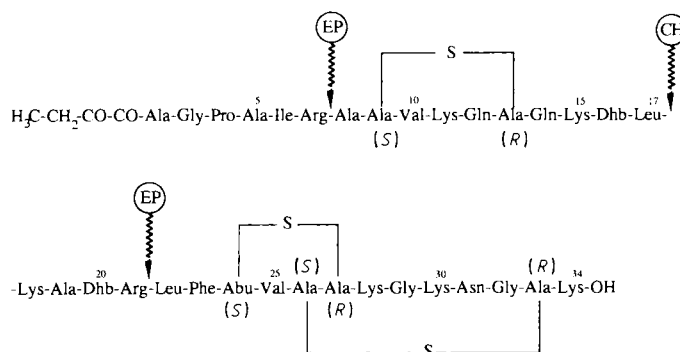 EP CH
S
5 10 15 17
H₃C-CH₂-CO-CO-Ala-Gly-Pro-Ala-Ile-Arg-Ala-Ala-Val-Lys-Gln-Ala-Gln-Lys-Dhb-Leu-
(S) (R)
EP
S
20 (S) 25 30 (R) 34
-Lys-Ala-Dhb-Arg-Leu-Phe-Abu-Val-Ala-Ala-Lys-Gly-Lys-Asn-Gly-Ala-Lys-OH
(S) (R)
S